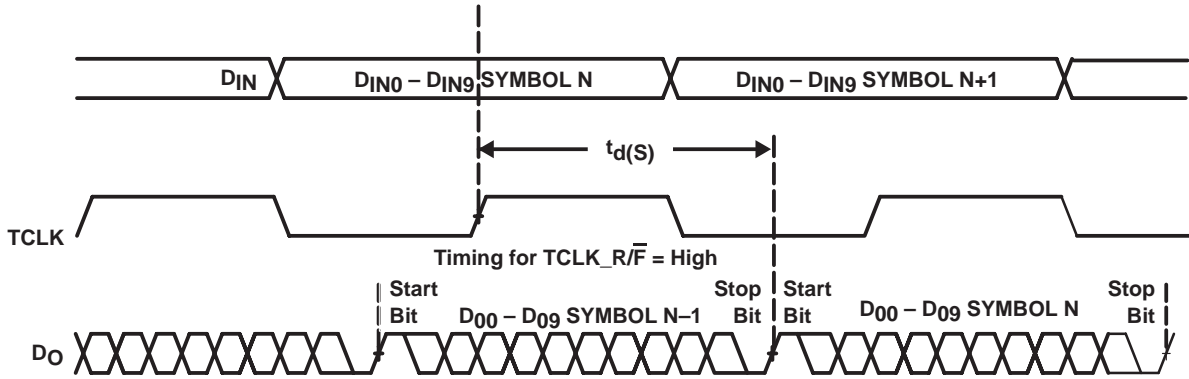 DIN
DIN0 – DIN9 SYMBOL N
DIN0 – DIN9 SYMBOL N+1
td(S)
TCLK
Timing for TCLK_R/F̅ = High
Start Bit
D00 – D09 SYMBOL N–1
Stop Bit
Start Bit
D00 – D09 SYMBOL N
Stop Bit
DO